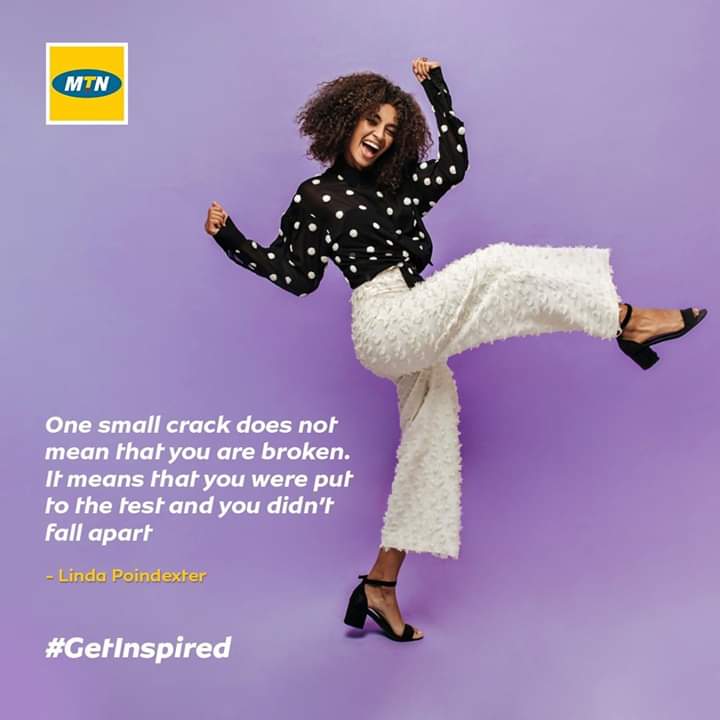 MTN
One small crack does not
mean that you are broken.
It means that you were put
to the test and you didn't
fall apart
- Linda Poindexter
#GetInspired